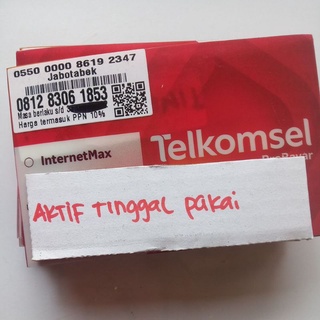 0550 0000 8619 2347
Jabotabek
0812 8306 1853
Masa berlaku s/d
Harga termasuk PPN 10%
InternetMax
Telkomsel
AKTIF TINGGAL pakai